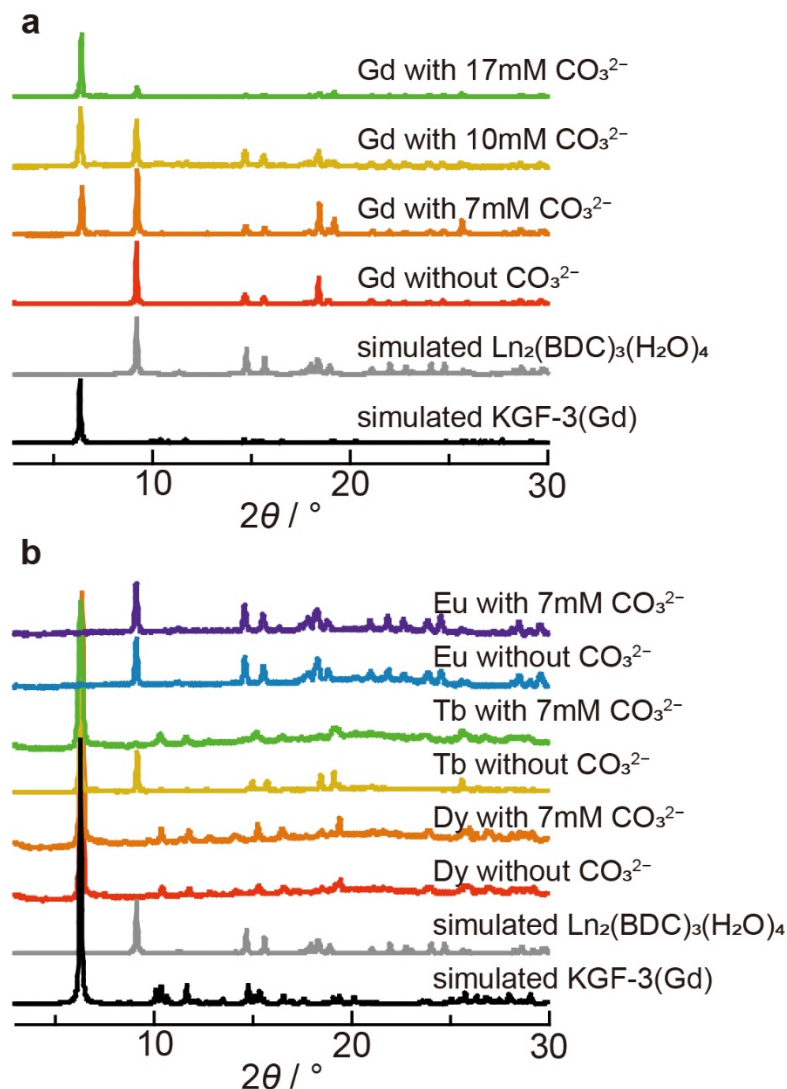 a
Gd with 17mM CO₃²⁻
Gd with 10mM CO₃²⁻
Gd with 7mM CO₃²⁻
Gd without CO₃²⁻
simulated Ln₂(BDC)₃(H₂O)₄
simulated KGF-3(Gd)
10 20 30
2θ / °
b
Eu with 7mM CO₃²⁻
Eu without CO₃²⁻
Tb with 7mM CO₃²⁻
Tb without CO₃²⁻
Dy with 7mM CO₃²⁻
Dy without CO₃²⁻
simulated Ln₂(BDC)₃(H₂O)₄
simulated KGF-3(Gd)
10 20 30
2θ / °